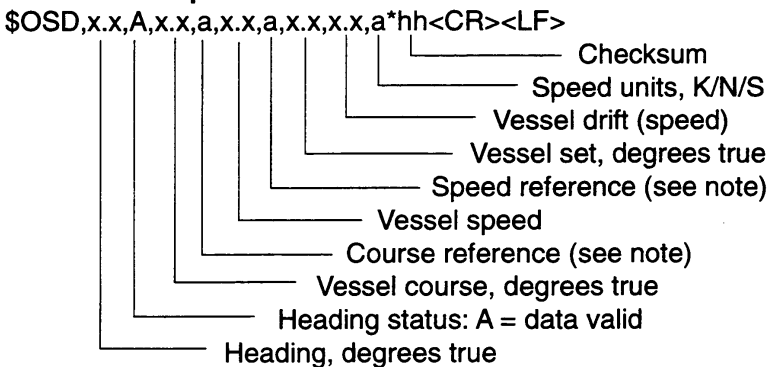 $OSD,x.x,A,x.x,a,x.x,a,x.x,x.x,a*hh<CR><LF>
Checksum
Speed units, K/N/S
Vessel drift (speed)
Vessel set, degrees true
Speed reference (see note)
Vessel speed
Course reference (see note)
Vessel course, degrees true
Heading status: A = data valid
Heading, degrees true